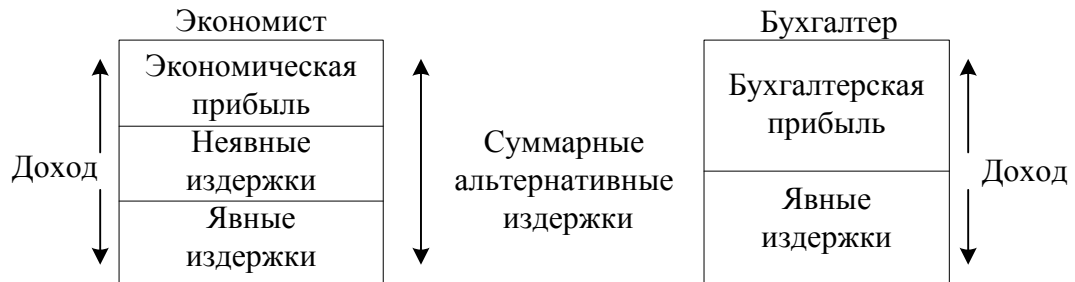 Экономист
Экономическая
прибыль
Неявные
издержки
Явные
издержки
Доход
Суммарные
альтернативные
издержки
Бухгалтер
Бухгалтерская
прибыль
Явные
издержки
Доход